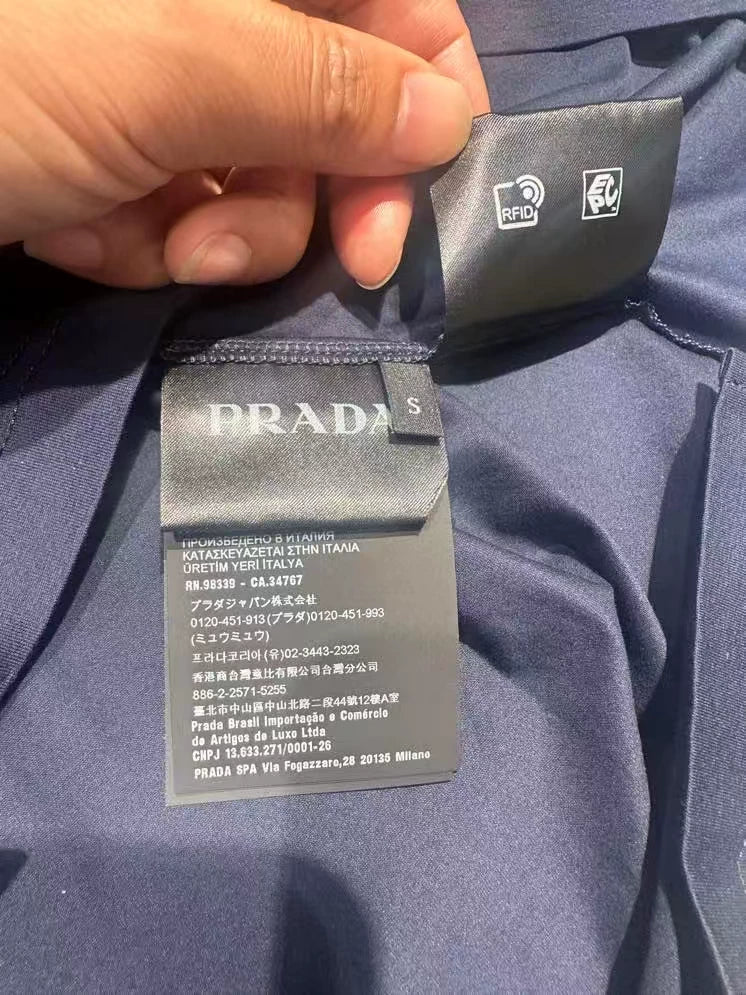 RFID
EPC
™
PRADA
S
ПРОИЗВЕДЕНО В ИТАЛИЯ
ΚΑΤΑΣΚΕΥΑΖΕΤΑΙ ΣΤΗΝ ΙΤΑΛΙΑ
ÜRETİM YERİ İTALYA
RN.98339 - CA.34767
プラダジャパン株式会社
0120-451-913(プラダ)0120-451-993
(ミュウミュウ)
프라다코리아(유)02-3443-2323
香港商台灣蓳比有限公司台灣分公司
886-2-2571-5255
臺北市中山區中山北路二段44號12樓A室
Prada Brasil Importação e Comércio
de Artigos de Luxo Ltda
CNPJ 13.633.271/0001-26
PRADA SPA Via Fogazzaro,28 20135 Milano